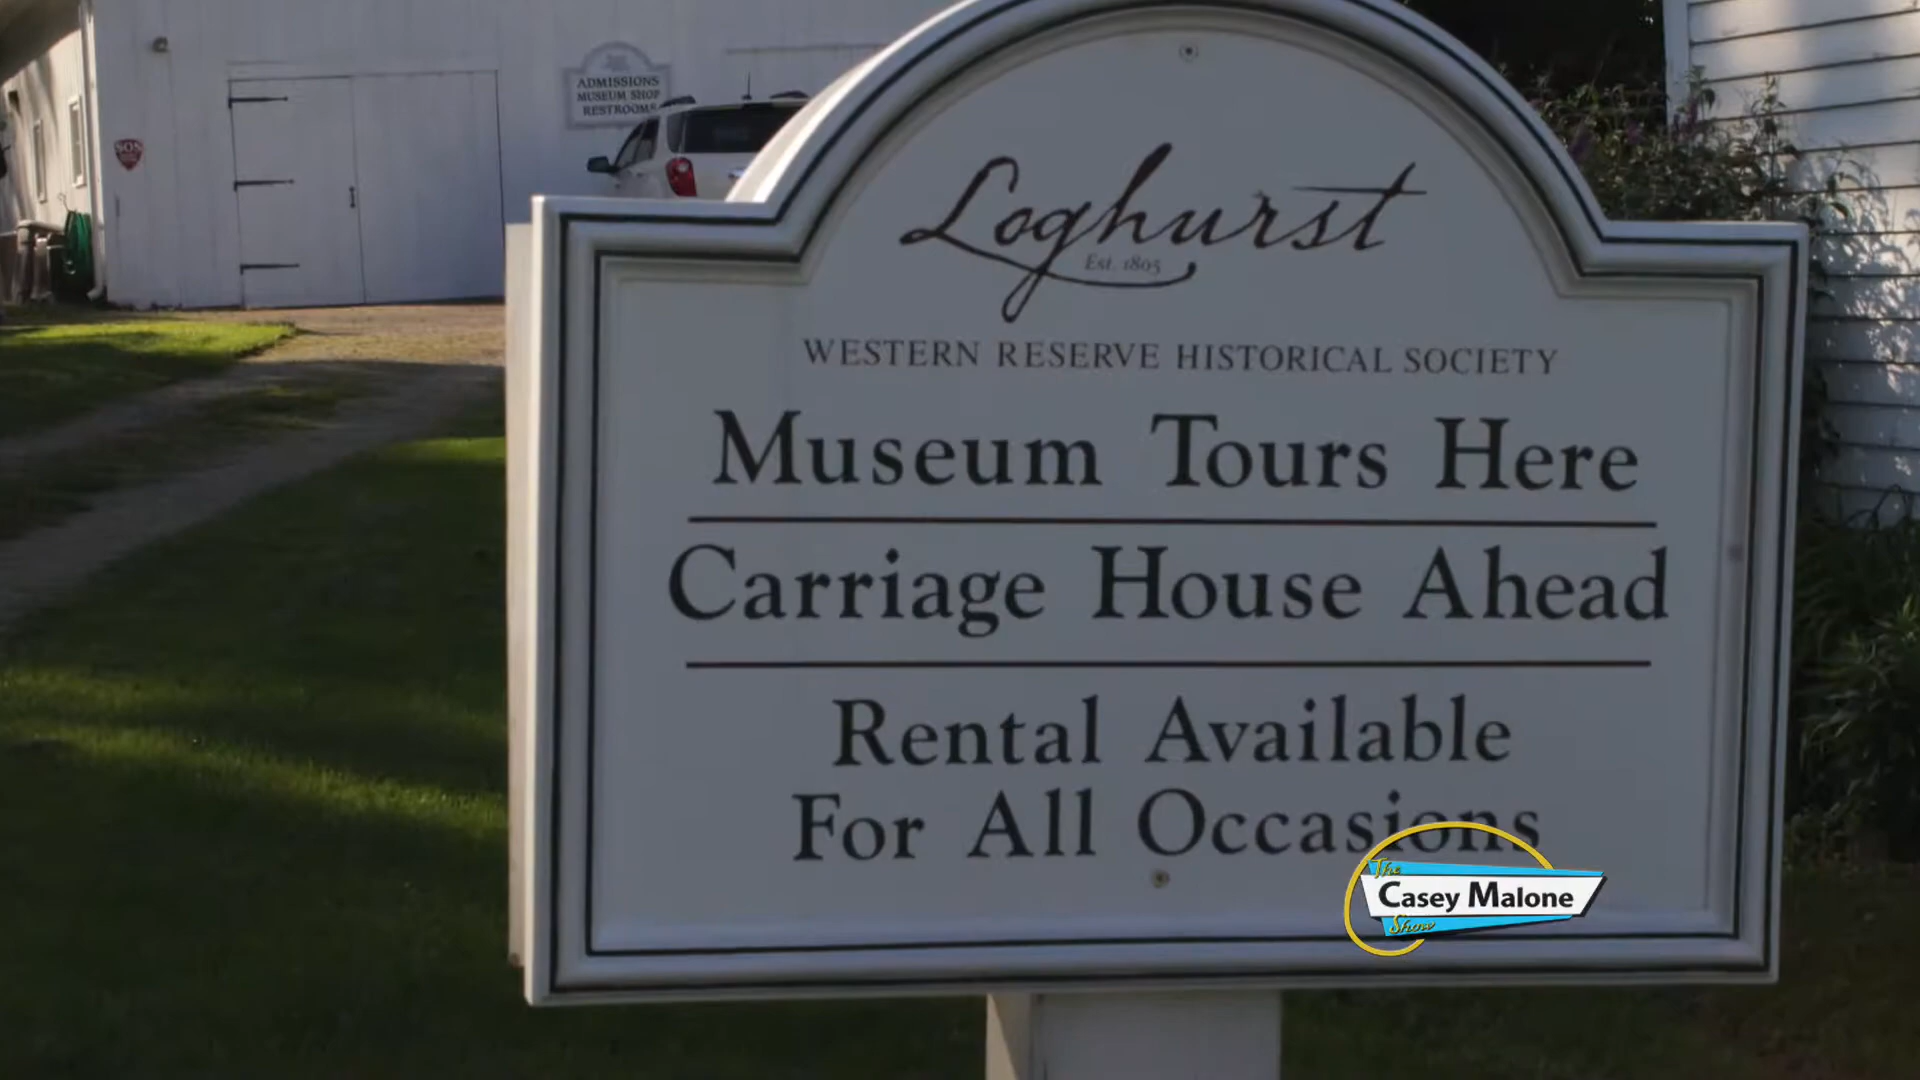 ADMISSIONS
MUSEUM SHOP
RESTROOMS
SOS
Loghurst
Est. 1805
WESTERN RESERVE HISTORICAL SOCIETY
Museum Tours Here
Carriage House Ahead
Rental Available
For All Occasions
The
Casey Malone
Show